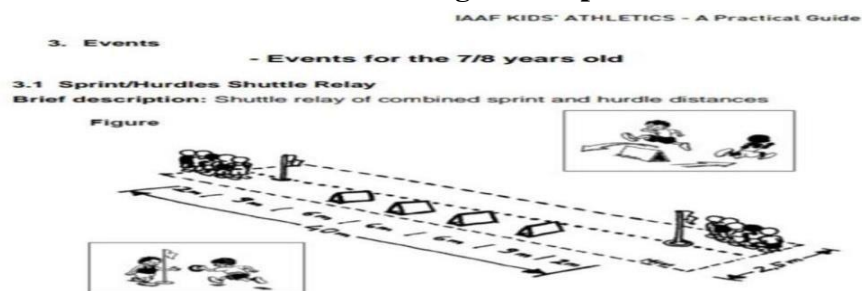 IAAF KIDS' ATHLETICS - A Practical Guide
3. Events
- Events for the 7/8 years old
3.1 Sprint/Hurdles Shuttle Relay
Brief description: Shuttle relay of combined sprint and hurdle distances
Figure
2m / 9m / 6m / 6m / 6m / 9m / 2m
40m
2,5m